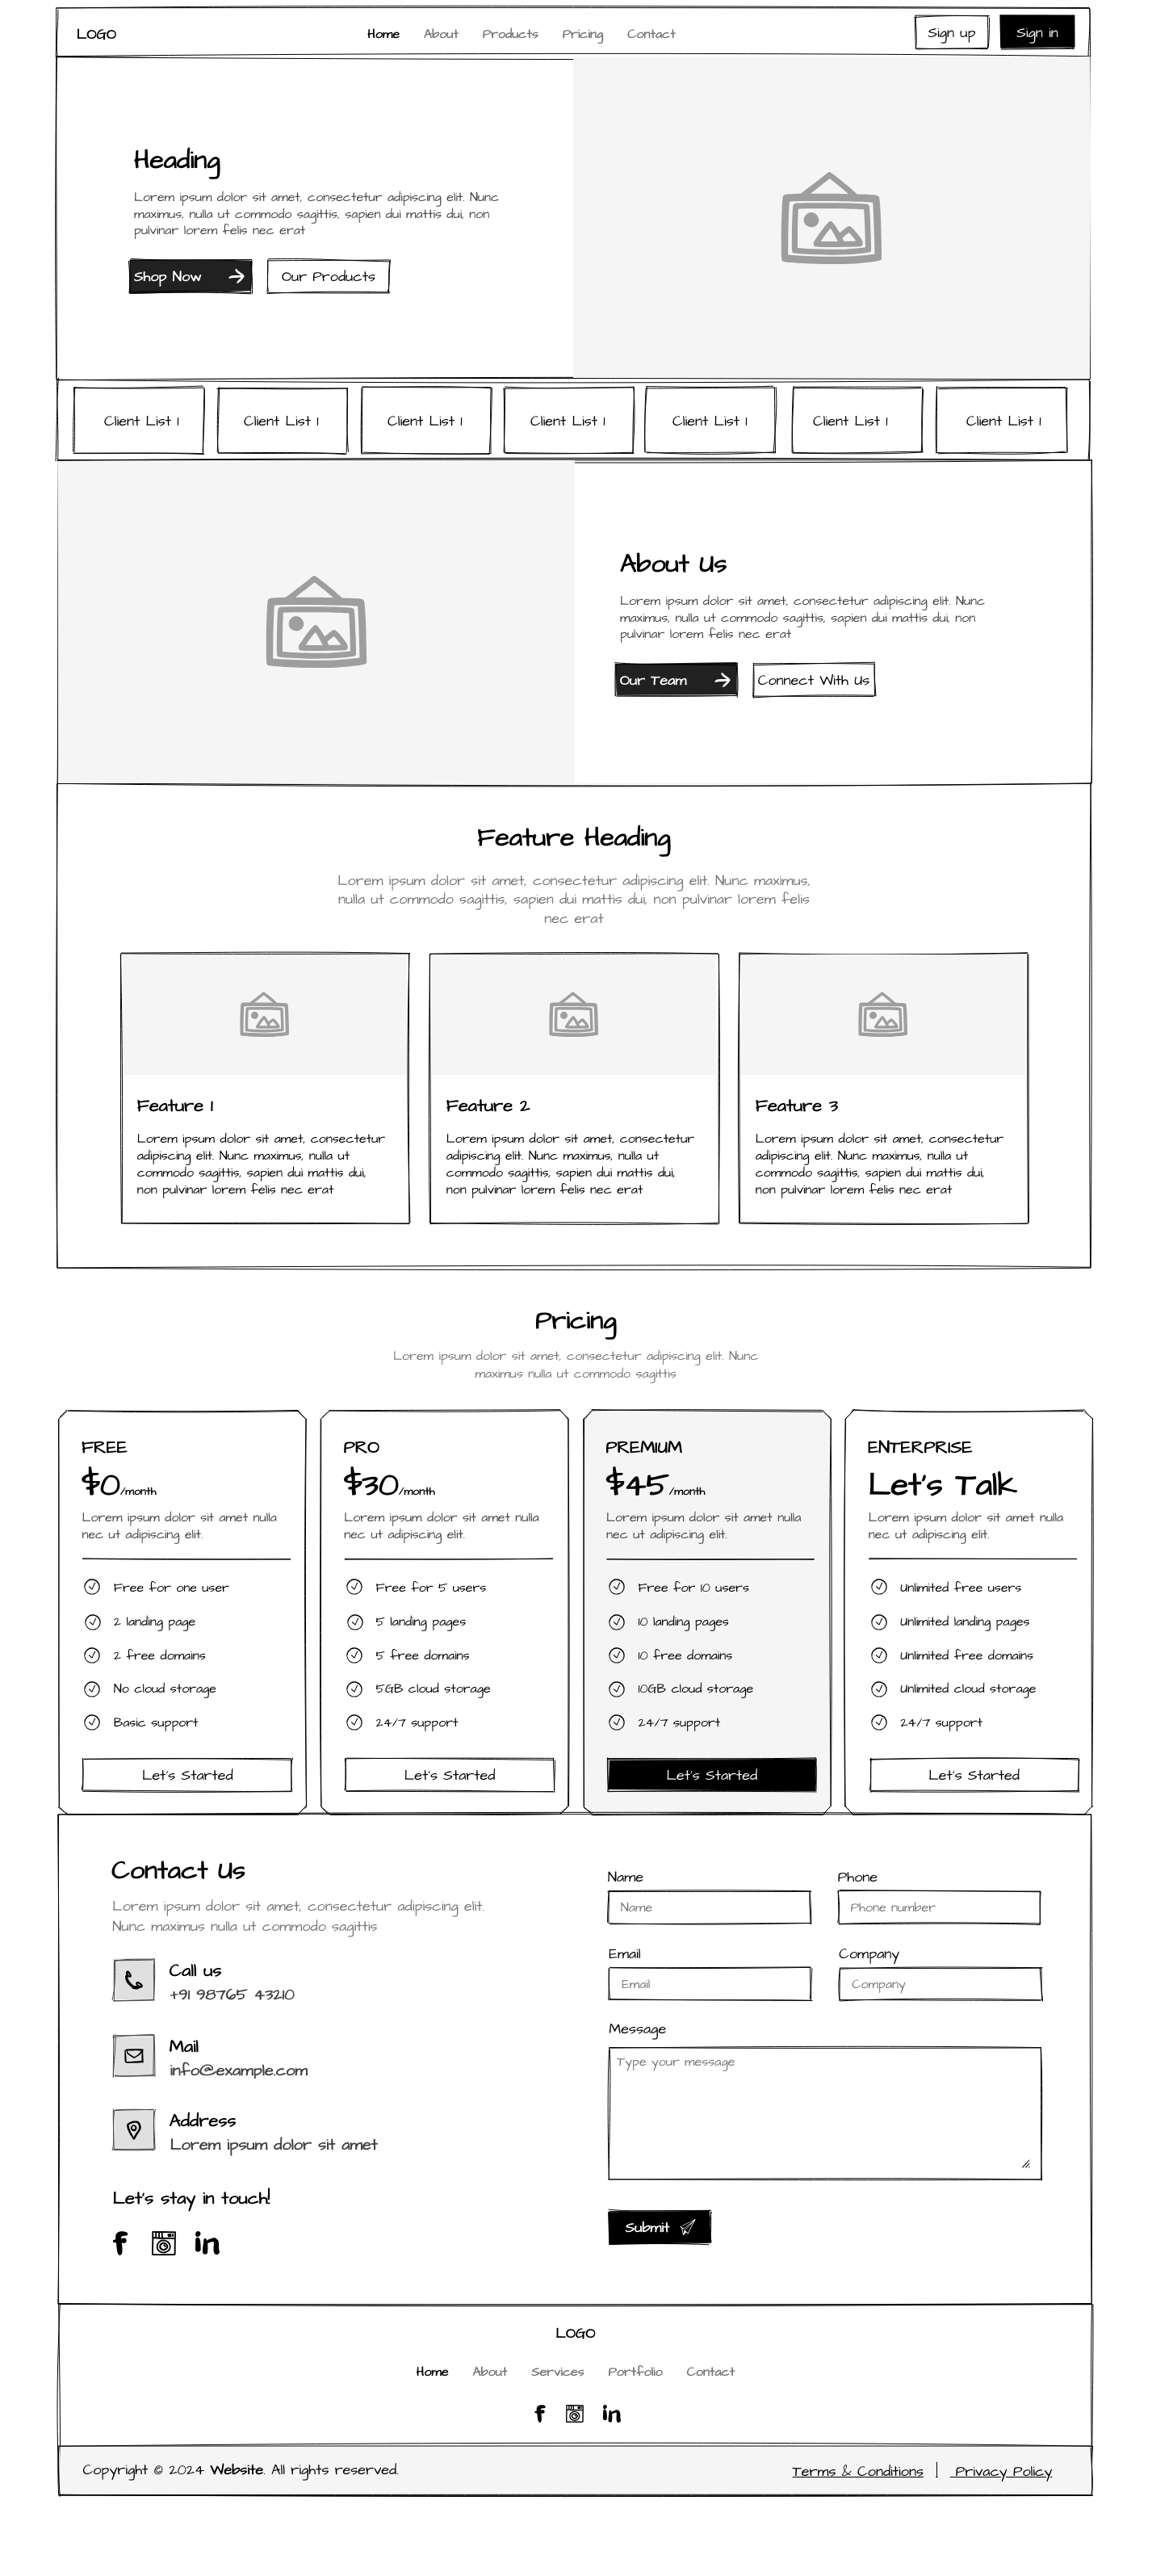 LOGO
Home About Products Pricing Contact
Sign up Sign in
Heading
Lorem ipsum dolor sit amet, consectetur adipiscing elit. Nunc
maximus, nulla ut commodo sagittis, sapien dui mattis dui, non
pulvinar lorem felis nec erat
Shop Now Our Products
Client List 1 Client List 1 Client List 1 Client List 1 Client List 1 Client List 1 Client List 1
About Us
Lorem ipsum dolor sit amet, consectetur adipiscing elit. Nunc
maximus, nulla ut commodo sagittis, sapien dui mattis dui, non
pulvinar lorem felis nec erat
Our Team Connect With Us
Feature Heading
Lorem ipsum dolor sit amet, consectetur adipiscing elit. Nunc maximus,
nulla ut commodo sagittis, sapien dui mattis dui, non pulvinar lorem felis
nec erat
Feature 1
Lorem ipsum dolor sit amet, consectetur
adipiscing elit. Nunc maximus, nulla ut
commodo sagittis, sapien dui mattis dui,
non pulvinar lorem felis nec erat
Feature 2
Lorem ipsum dolor sit amet, consectetur
adipiscing elit. Nunc maximus, nulla ut
commodo sagittis, sapien dui mattis dui,
non pulvinar lorem felis nec erat
Feature 3
Lorem ipsum dolor sit amet, consectetur
adipiscing elit. Nunc maximus, nulla ut
commodo sagittis, sapien dui mattis dui,
non pulvinar lorem felis nec erat
Pricing
Lorem ipsum dolor sit amet, consectetur adipiscing elit. Nunc
maximus nulla ut commodo sagittis
FREE
$0/month
Lorem ipsum dolor sit amet nulla
nec ut adipiscing elit.
Free for one user
2 landing page
2 free domains
No cloud storage
Basic support
Let's Started
PRO
$30/month
Lorem ipsum dolor sit amet nulla
nec ut adipiscing elit.
Free for 5 users
5 landing pages
5 free domains
5GB cloud storage
24/7 support
Let's Started
PREMIUM
$45 /month
Lorem ipsum dolor sit amet nulla
nec ut adipiscing elit.
Free for 10 users
10 landing pages
10 free domains
10GB cloud storage
24/7 support
Let's Started
ENTERPRISE
Let's Talk
Lorem ipsum dolor sit amet nulla
nec ut adipiscing elit.
Unlimited free users
Unlimited landing pages
Unlimited free domains
Unlimited cloud storage
24/7 support
Let's Started
Contact Us
Lorem ipsum dolor sit amet, consectetur adipiscing elit.
Nunc maximus nulla ut commodo sagittis
Call us
+91 98765 43210
Mail
info@example.com
Address
Lorem ipsum dolor sit amet
Let's stay in touch!
f in
Name Phone
Name Phone number
Email Company
Email Company
Message
Type your message
Submit
LOGO
Home About Services Portfolio Contact
f in
Copyright © 2024 Website. All rights reserved.
Terms & Conditions | Privacy Policy